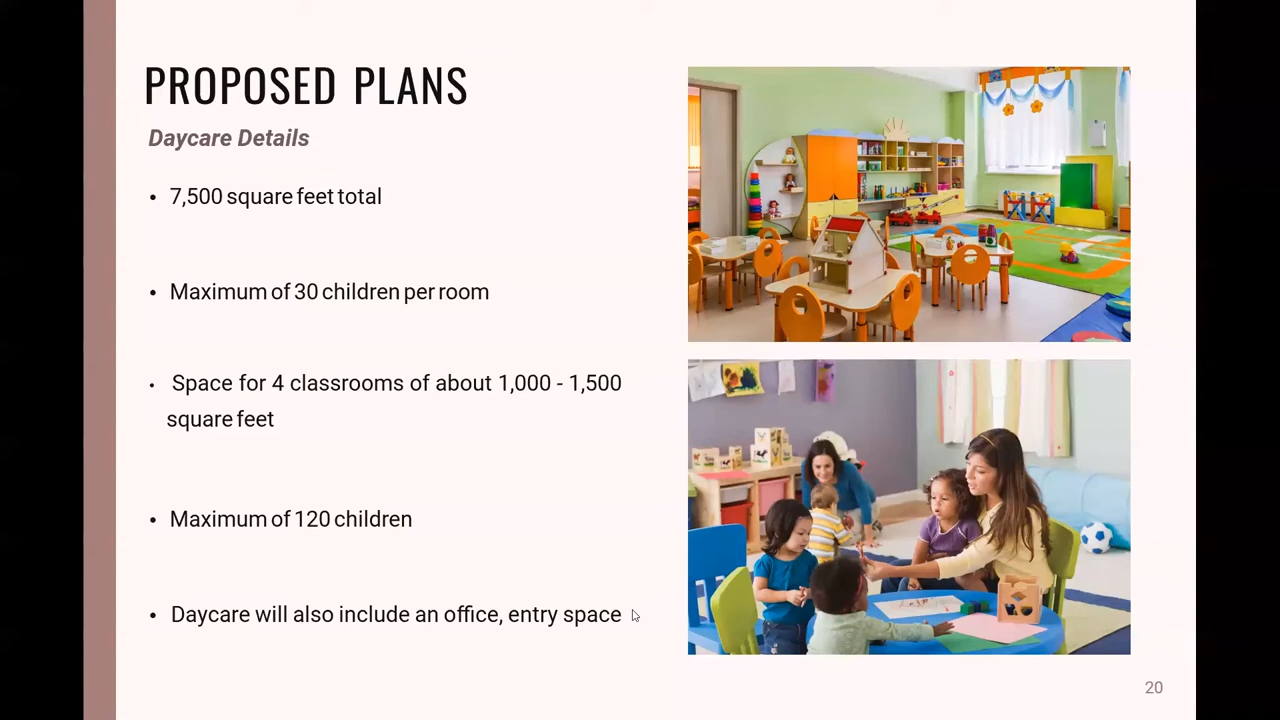 PROPOSED PLANS
Daycare Details
• 7,500 square feet total
• Maximum of 30 children per room
• Space for 4 classrooms of about 1,000 - 1,500
square feet
• Maximum of 120 children
• Daycare will also include an office, entry space
20